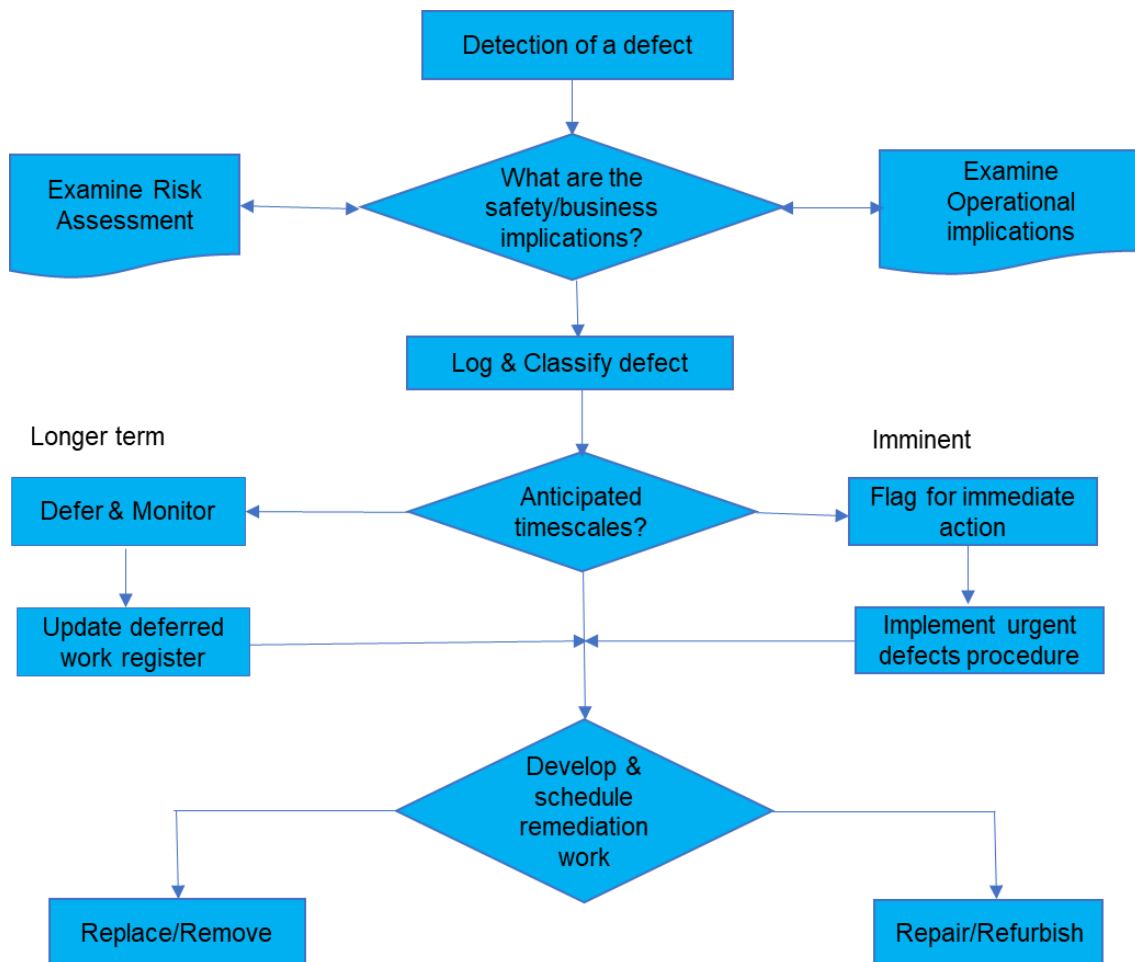 Detection of a defect
Examine Risk
Assessment
What are the
safety/business
implications?
Examine
Operational
implications
Log & Classify defect
Longer term
Imminent
Defer & Monitor
Anticipated
timescales?
Flag for immediate
action
Update deferred
work register
Implement urgent
defects procedure
Develop &
schedule
remediation
work
Replace/Remove
Repair/Refurbish